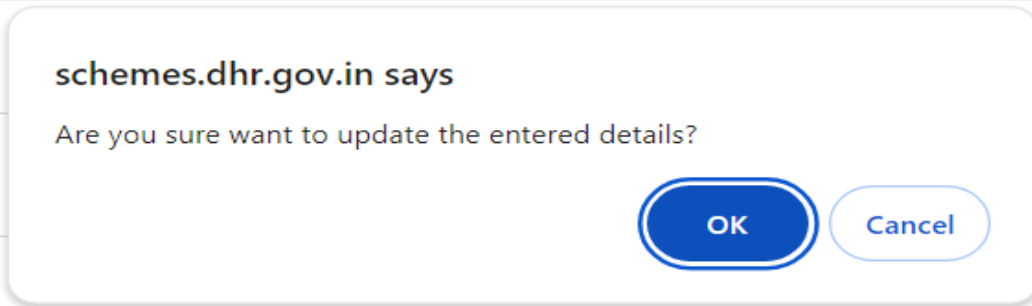 schemes.dhr.gov.in says
Are you sure want to update the entered details?
OK Cancel